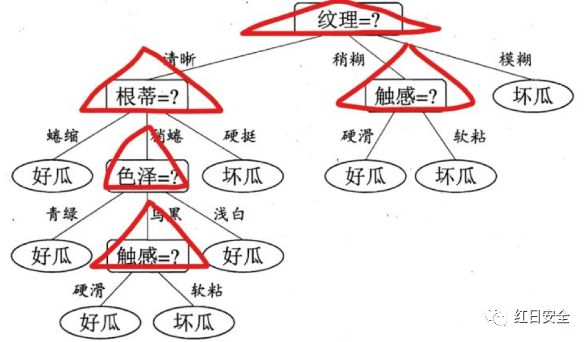 纹理=?
清晰 稍糊 模糊
根蒂=? 触感=? 坏瓜
蜷缩 稍蜷 硬挺 硬滑 软粘
好瓜 色泽=? 坏瓜 好瓜 坏瓜
青绿 乌黑 浅白
好瓜 触感=? 好瓜
硬滑 软粘
好瓜 坏瓜
红日安全